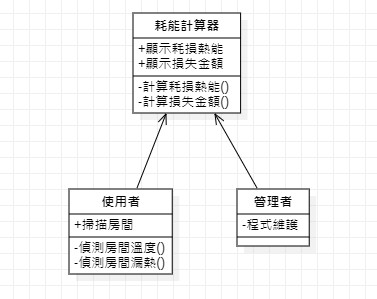 耗能計算器
+顯示耗損熱能
+顯示損失金額
-計算耗損熱能()
-計算損失金額()
使用者
+掃描房間
-偵測房間溫度()
-偵測房間漏熱()
管理者
-程式維護